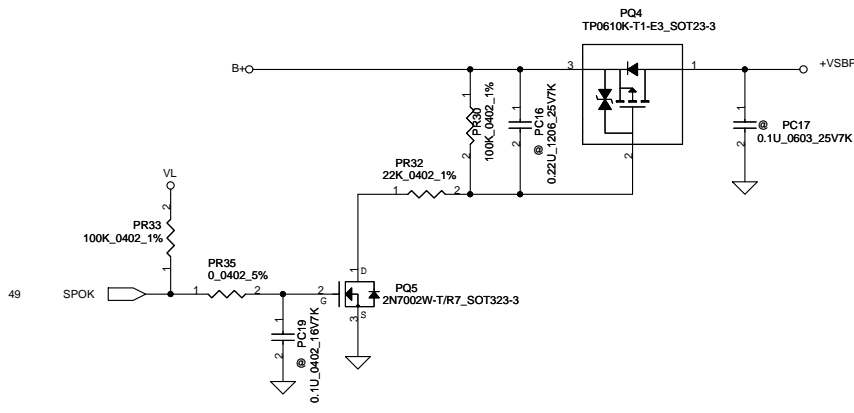 PQ4
TP0610K-T1-E3_SOT23-3
B+
3
1
+VSBP
1
2
PR30
100K_0402_1%
1
2
@ PC16
0.22U_1206_25V7K
2
1
2
@ PC17
0.1U_0603_25V7K
PR32
22K_0402_1%
1
2
VL
2
PR33
100K_0402_1%
1
PR35
0_0402_5%
49
SPOK
1
2
2
G
1
D
3
S
PQ5
2N7002W-T/R7_SOT323-3
1
2
@ PC19
0.1U_0402_16V7K